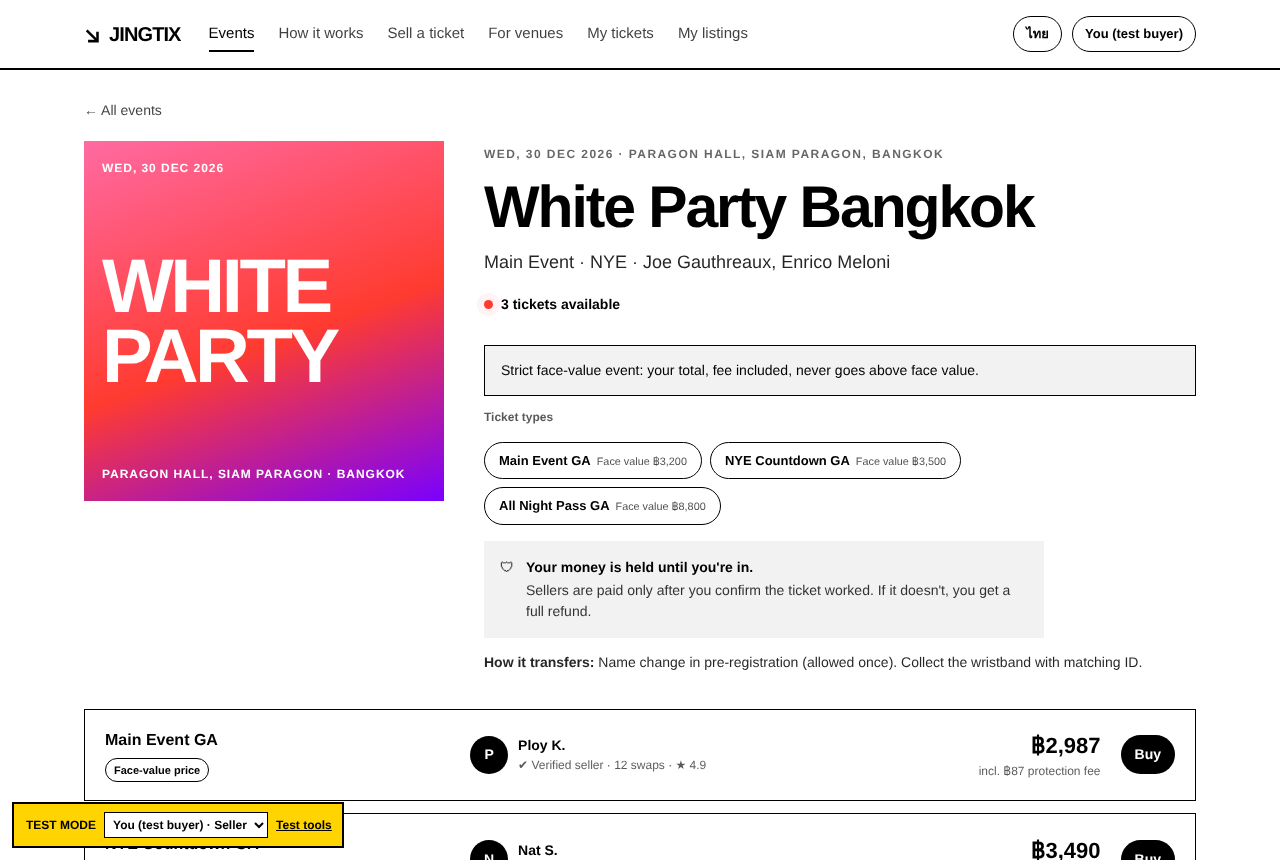 JINGTIX Events How it works Sell a ticket For venues My tickets My listings ไทย You (test buyer)
← All events
WED, 30 DEC 2026
WHITE
PARTY
PARAGON HALL, SIAM PARAGON · BANGKOK
WED, 30 DEC 2026 · PARAGON HALL, SIAM PARAGON, BANGKOK
White Party Bangkok
Main Event · NYE · Joe Gauthreaux, Enrico Meloni
3 tickets available
Strict face-value event: your total, fee included, never goes above face value.
Ticket types
Main Event GA Face value ฿3,200 NYE Countdown GA Face value ฿3,500
All Night Pass GA Face value ฿8,800
Your money is held until you're in.
Sellers are paid only after you confirm the ticket worked. If it doesn't, you get a
full refund.
How it transfers: Name change in pre-registration (allowed once). Collect the wristband with matching ID.
Main Event GA
Face-value price
P
Ploy K.
✔ Verified seller · 12 swaps · ★ 4.9
฿2,987
incl. ฿87 protection fee
Buy
TEST MODE You (test buyer) · Seller Test tools
N
Nat S.
฿3,490
Buy